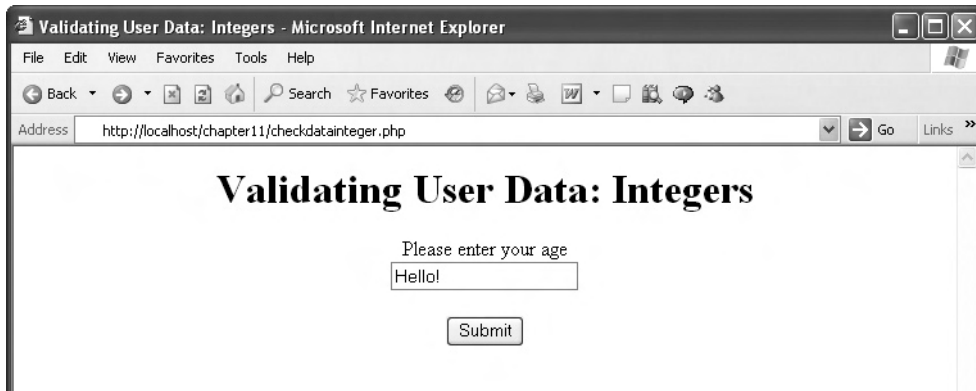 Validating User Data: Integers - Microsoft Internet Explorer
File Edit View Favorites Tools Help
Back Search Favorites
Address http://localhost/chapter11/checkdatainteger.php Go Links »
Validating User Data: Integers
Please enter your age
Hello!
Submit